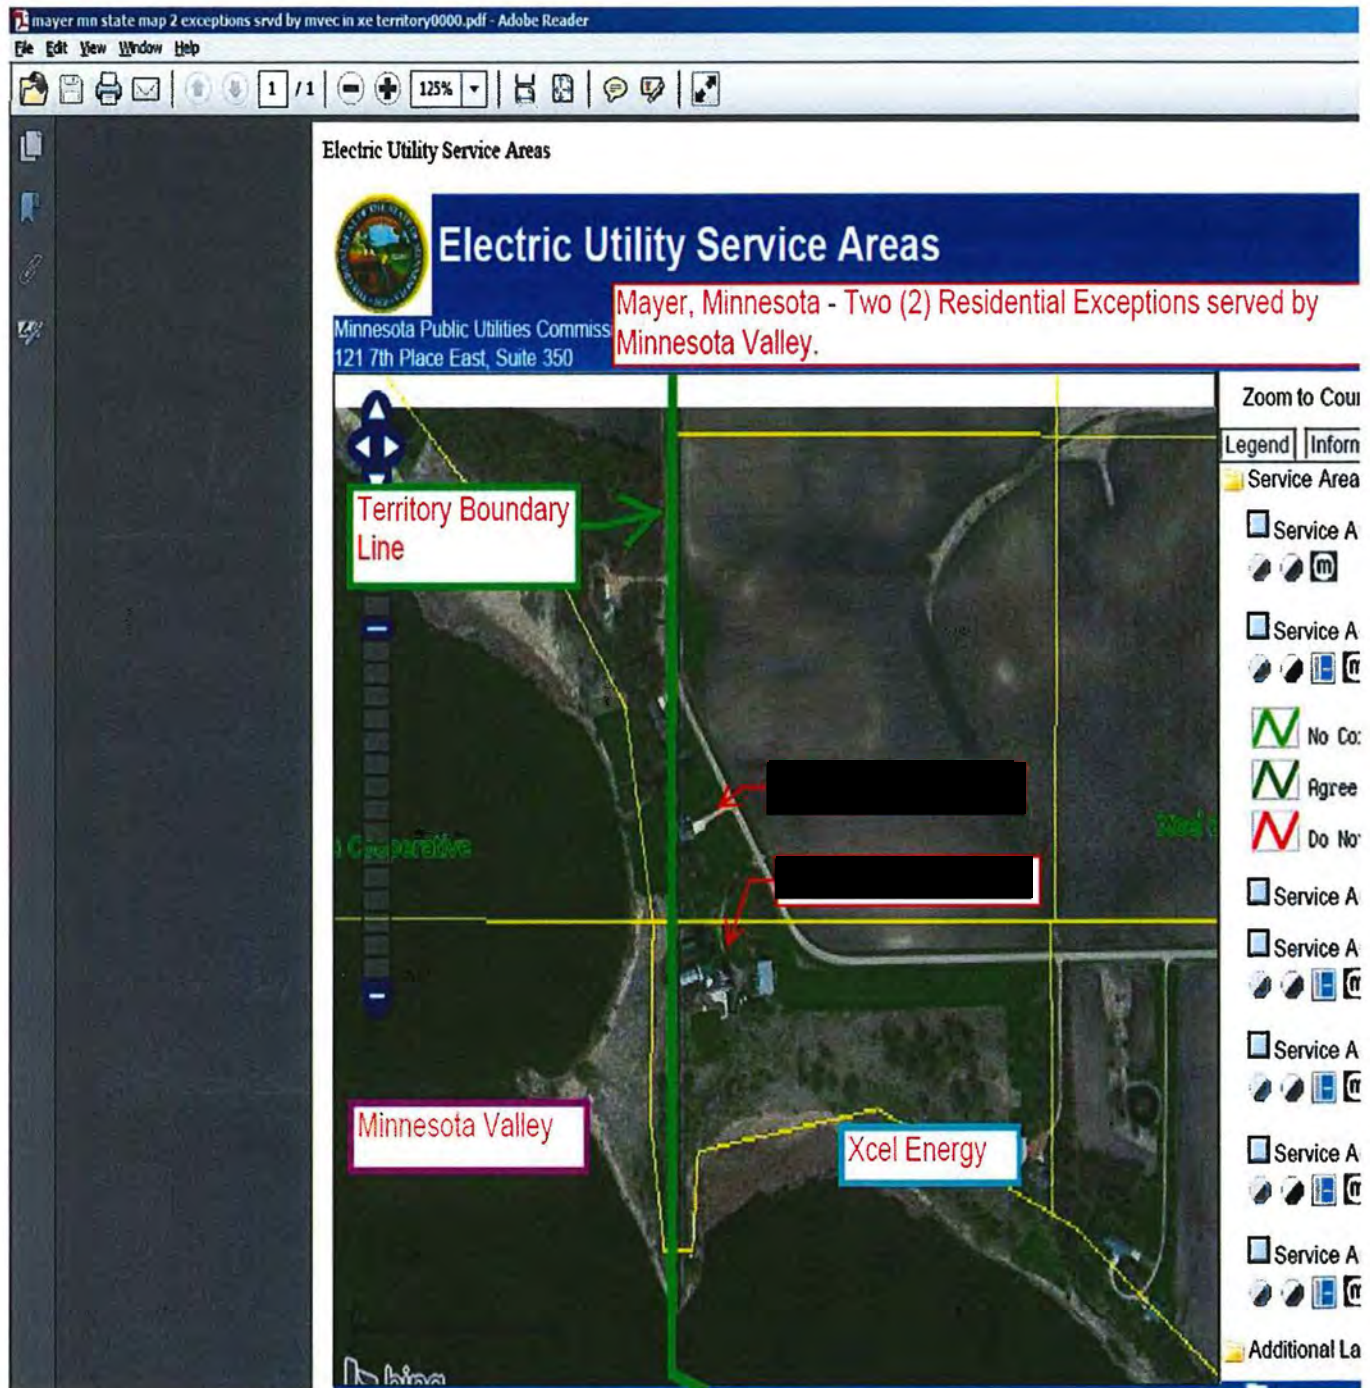 mayer mn state map 2 exceptions srvd by mvec in xe territory0000.pdf - Adobe Reader
File Edit View Window Help
1 / 1 125%
Electric Utility Service Areas
Electric Utility Service Areas
Mayer, Minnesota - Two (2) Residential Exceptions served by
Minnesota Valley.
Minnesota Public Utilities Commiss
121 7th Place East, Suite 350
Zoom to Cour
Legend Inform
Service Area
Territory Boundary
Line
Service A
Service A
No Co
Agree
Do No
Cooperative
Xcel
Service A
Service A
Service A
Minnesota Valley
Xcel Energy
Service A
Service A
Additional La
bing